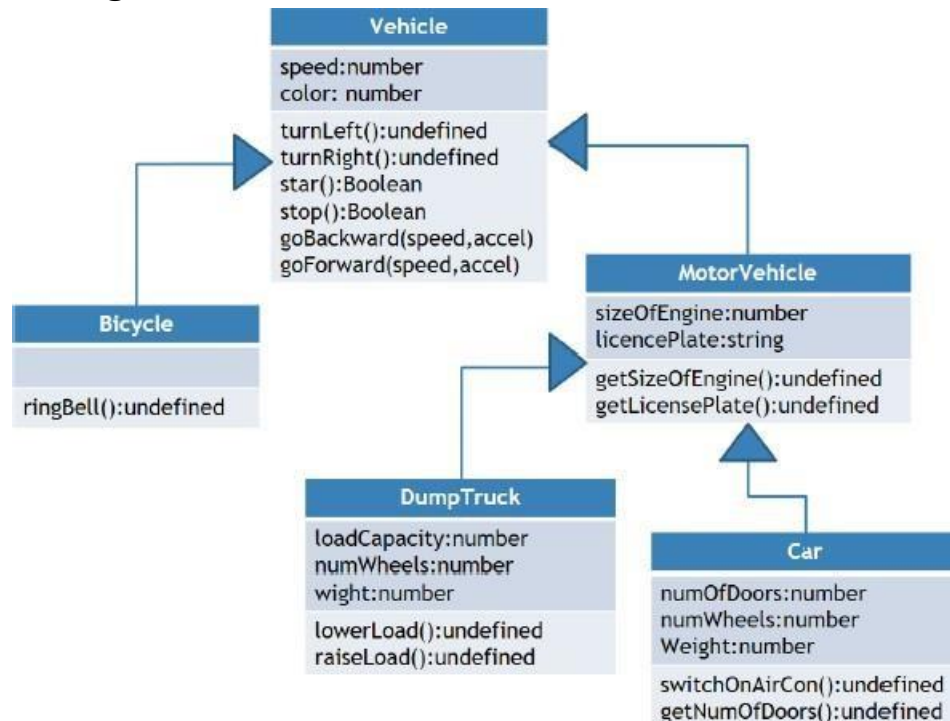 Vehicle
speed:number
color: number
turnLeft():undefined
turnRight():undefined
star():Boolean
stop():Boolean
goBackward(speed,accel)
goForward(speed,accel)
MotorVehicle
sizeOfEngine:number
licencePlate:string
getSizeOfEngine():undefined
getLicensePlate():undefined
Bicycle
ringBell():undefined
DumpTruck
loadCapacity:number
numWheels:number
wight:number
lowerLoad():undefined
raiseLoad():undefined
Car
numOfDoors:number
numWheels:number
Weight:number
switchOnAirCon():undefined
getNumOfDoors():undefined